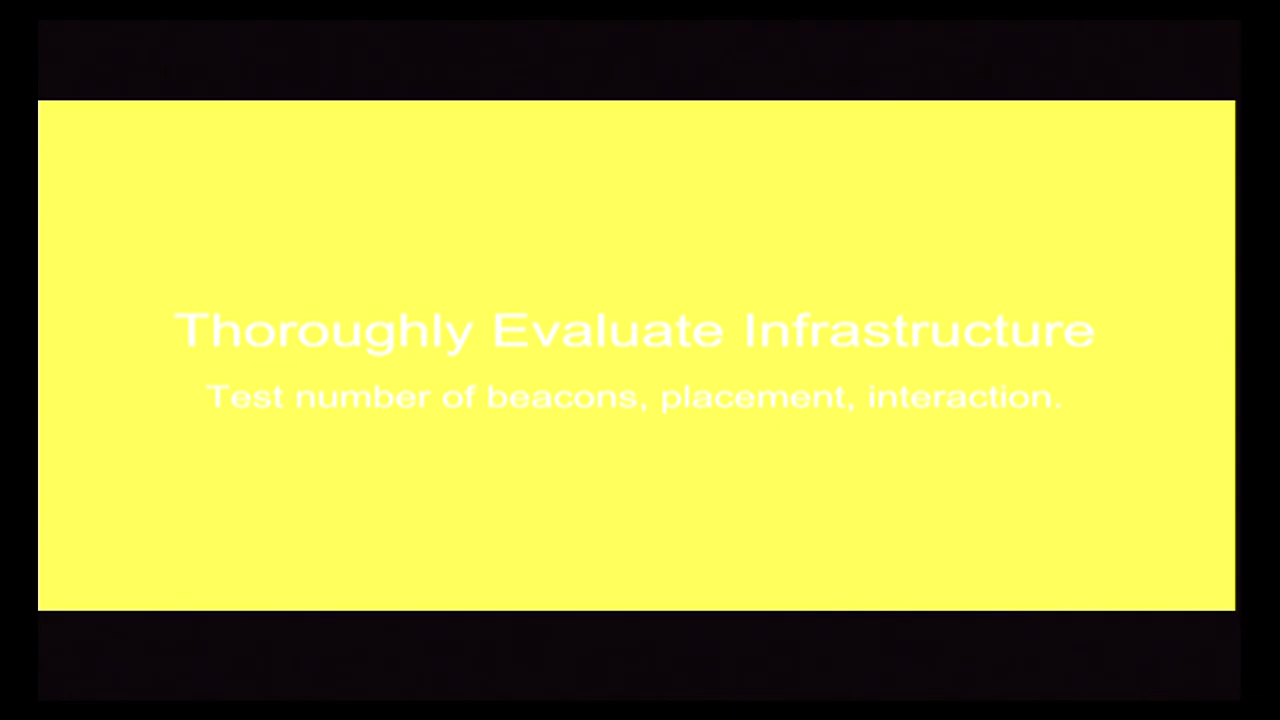 Thoroughly Evaluate Infrastructure
Test number of beacons, placement, interaction.